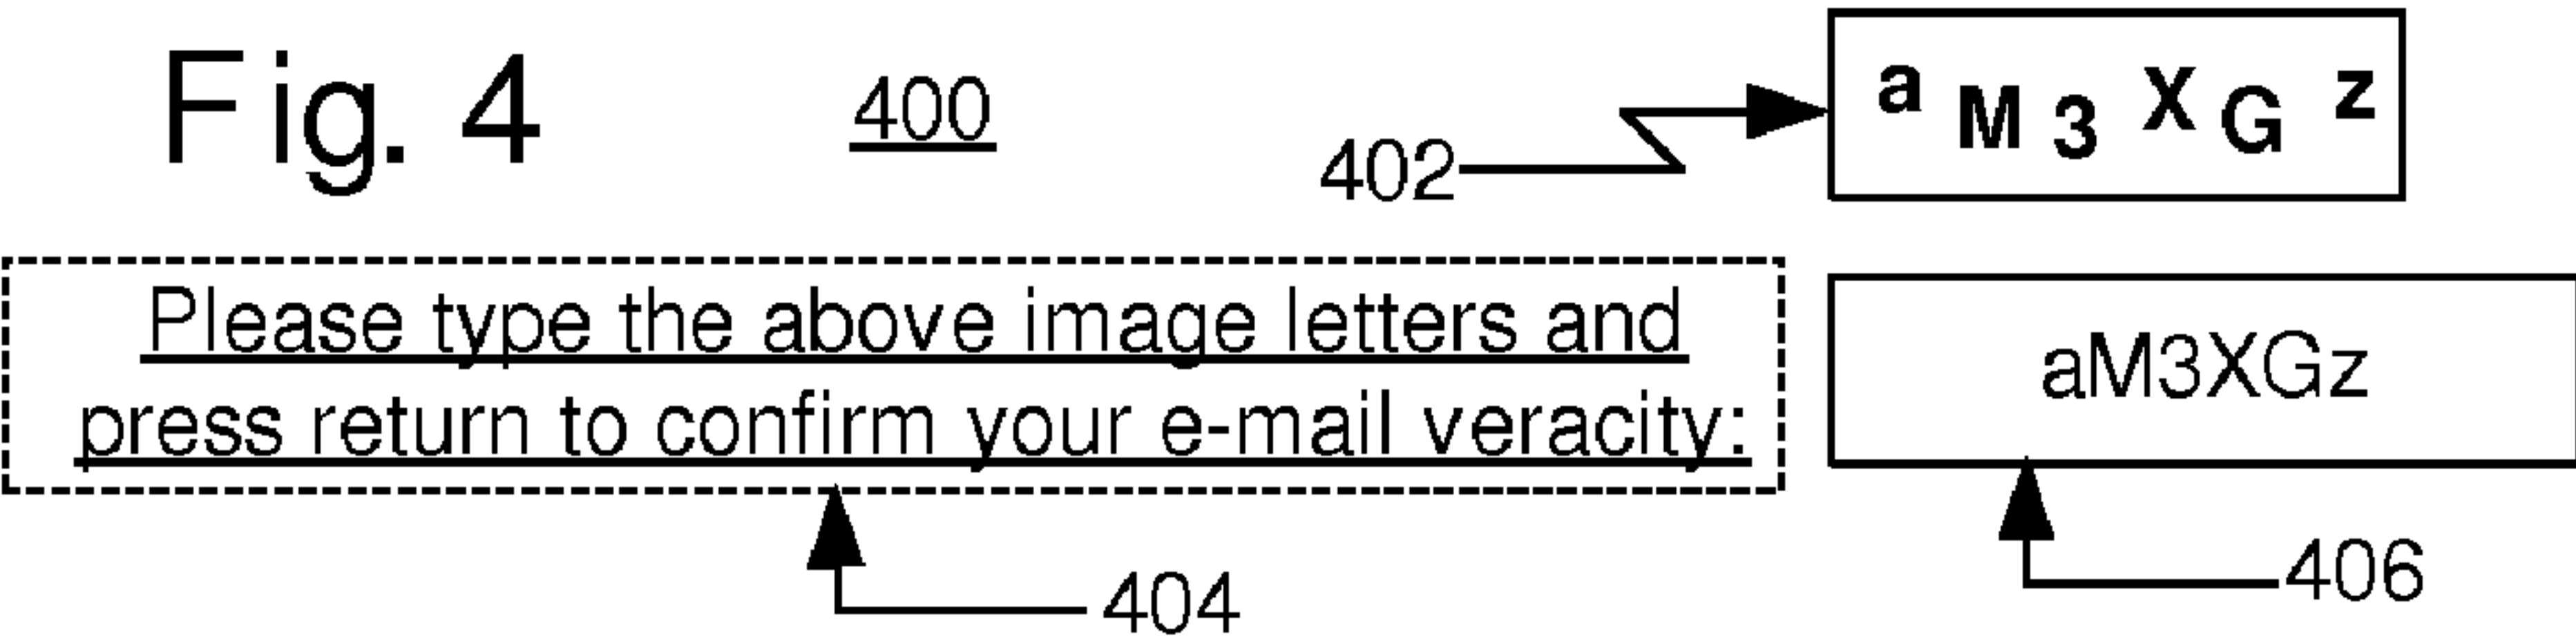 Fig. 4
400
402
a M 3 X G z
Please type the above image letters and
press return to confirm your e-mail veracity:
aM3XGz
404
406